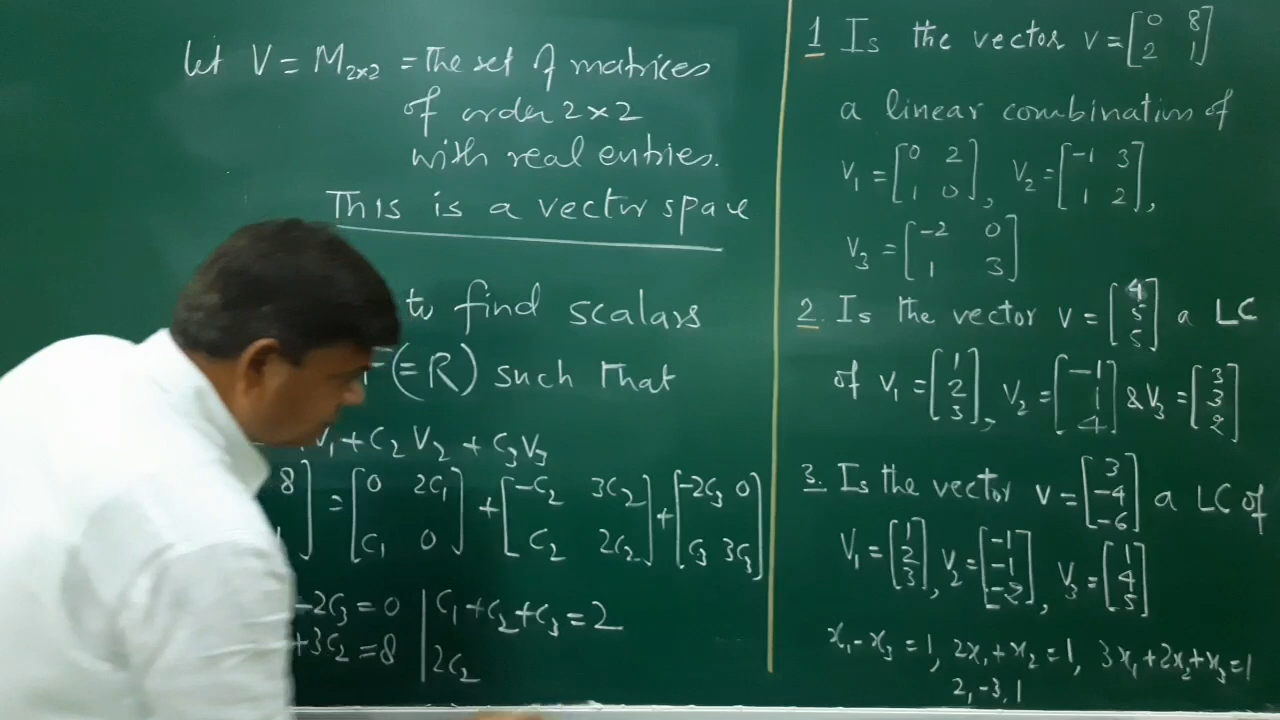 Let V = M2×2 = The set of matrices
of order 2×2
with real entries.
This is a vector space
to find scalars
F(=R) such that
V1 + C2 V2 + C3 V3
8] = [0 2C1] + [-C2 3C2] + [-2C3 0]
[C1 0] [C2 2C2] [C3 3C3]
-2C3 = 0 | C1 + C2 + C3 = 2
+3C2 = 8 | 2C2
1 Is the vector V = [0 8]
[2 1]
a linear combination of
V1 = [0 2], V2 = [-1 3],
[1 0] [1 2]
V3 = [-2 0]
[1 3]
2. Is the vector V = [4 5 5] a LC
of V1 = [1 2 3], V2 = [-1 1 4] & V3 = [3 3 2]
3. Is the vector V = [3 -4 -6] a LC of
V1 = [1 2 3], V2 = [-1 -1 -2], V3 = [1 4 5]
x1 - x3 = 1, 2x1 + x2 = 1, 3x1 + 2x2 + x3 = 1
2, -3, 1